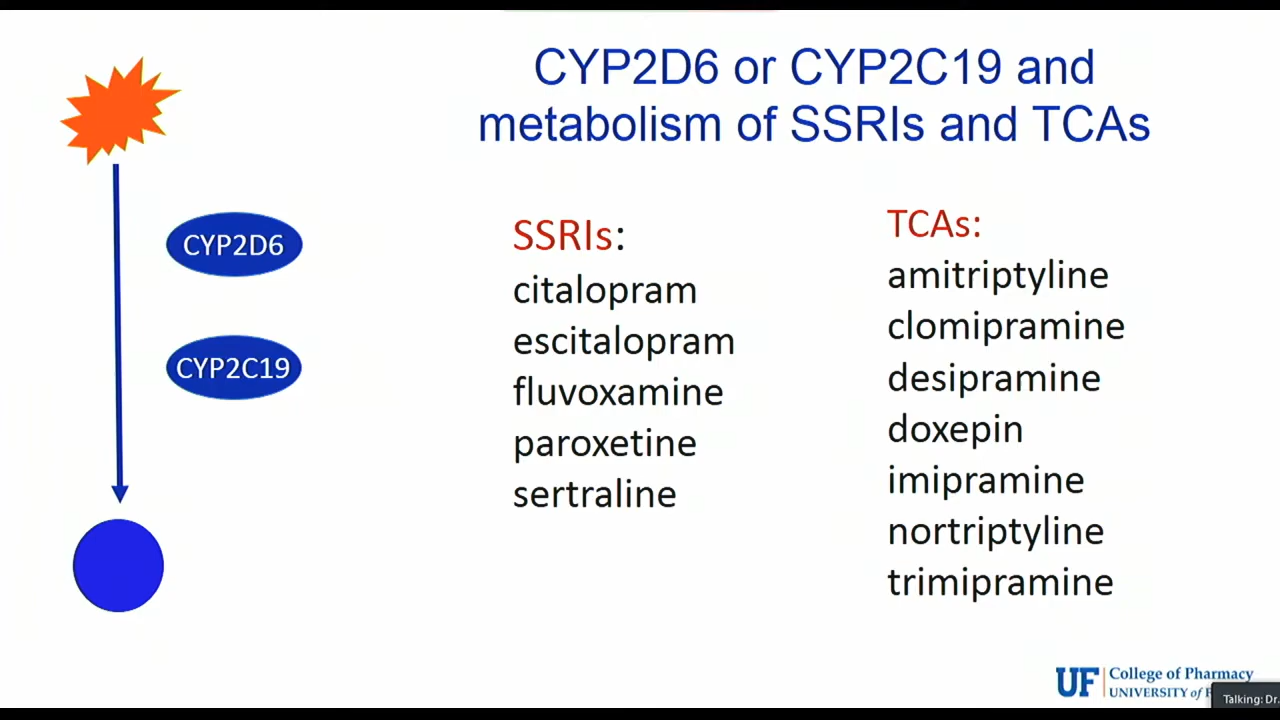 CYP2D6 or CYP2C19 and
metabolism of SSRIs and TCAs
CYP2D6
CYP2C19
SSRIs:
citalopram
escitalopram
fluvoxamine
paroxetine
sertraline
TCAs:
amitriptyline
clomipramine
desipramine
doxepin
imipramine
nortriptyline
trimipramine
UF
College of Pharmacy
UNIVERSITY of
Talking: Dr.